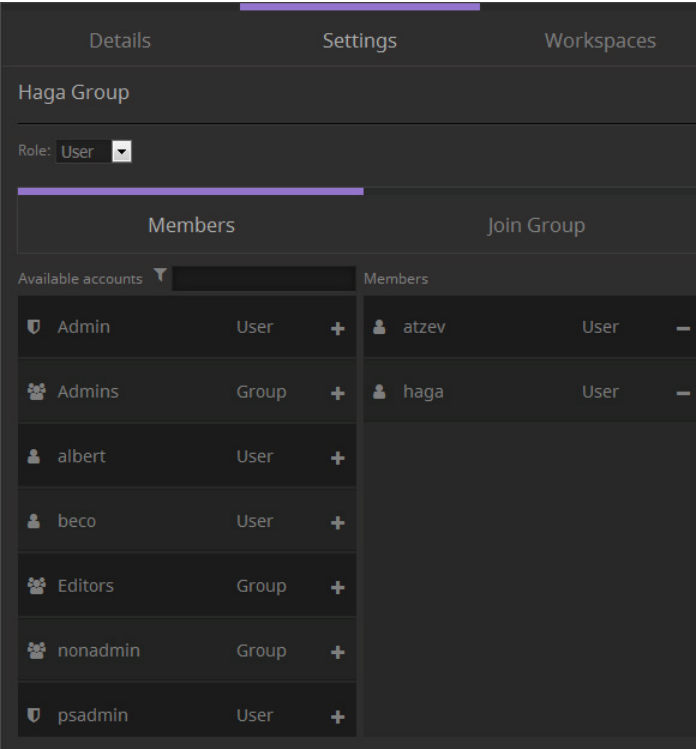 Details Settings Workspaces
Haga Group
Role: User
Members Join Group
Available accounts Members
Admin User + atzev User −
Admins Group + haga User −
albert User +
beco User +
Editors Group +
nonadmin Group +
psadmin User +